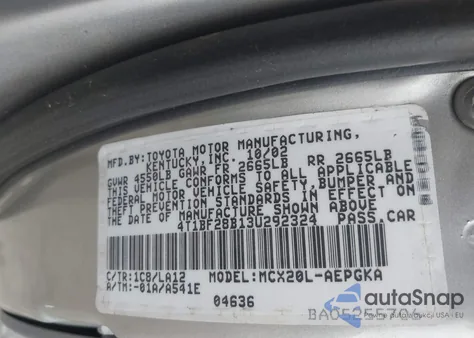 MFD.BY:TOYOTA MOTOR MANUFACTURING,
KENTUCKY,INC. 10/02
GVWR 4550LB GAWR FR 2665LB RR 2665LB
THIS VEHICLE CONFORMS TO ALL APPLICABLE
FEDERAL MOTOR VEHICLE SAFETY,BUMPER,AND
THEFT PREVENTION STANDARDS IN EFFECT ON
THE DATE OF MANUFACTURE SHOWN ABOVE
4T1BF28B13U292324 PASS.CAR
C/TR:1C8/LA12 MODEL:MCX20L-AEPGKA
A/TM:-01A/A541E
04636
autoSnap
BA05255706